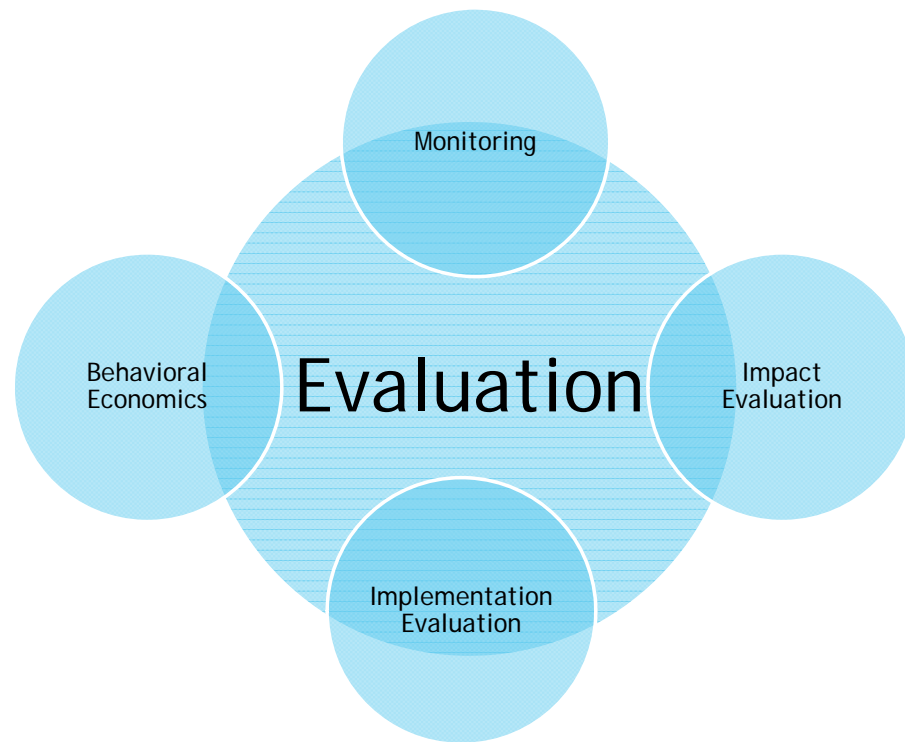 Monitoring
Behavioral
Economics
Evaluation
Impact
Evaluation
Implementation
Evaluation